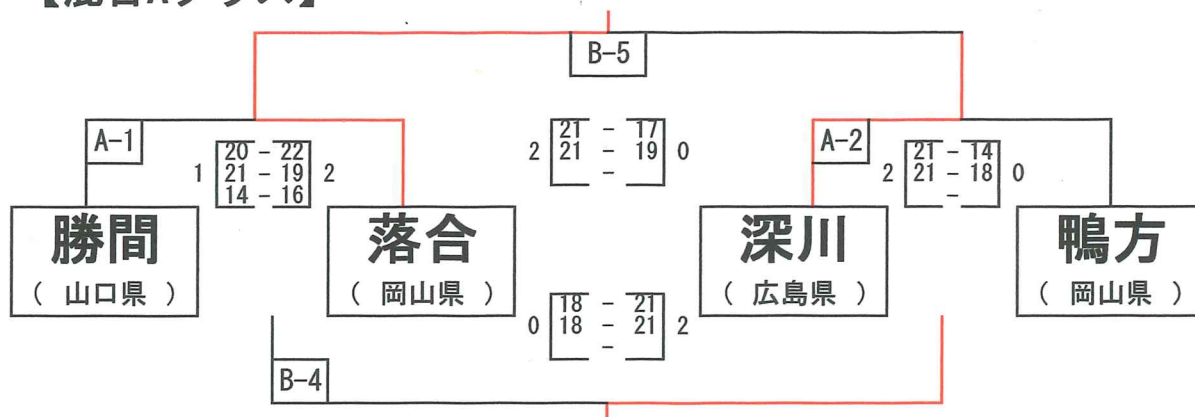 B-5
A-1
20 - 22
1 21 - 19 2
14 - 16
21 - 17
2 21 - 19 0
-
A-2
21 - 14
2 21 - 18 0
-
勝間
( 山口県 )
落合
( 岡山県 )
深川
( 広島県 )
鴨方
( 岡山県 )
18 - 21
0 18 - 21 2
-
B-4